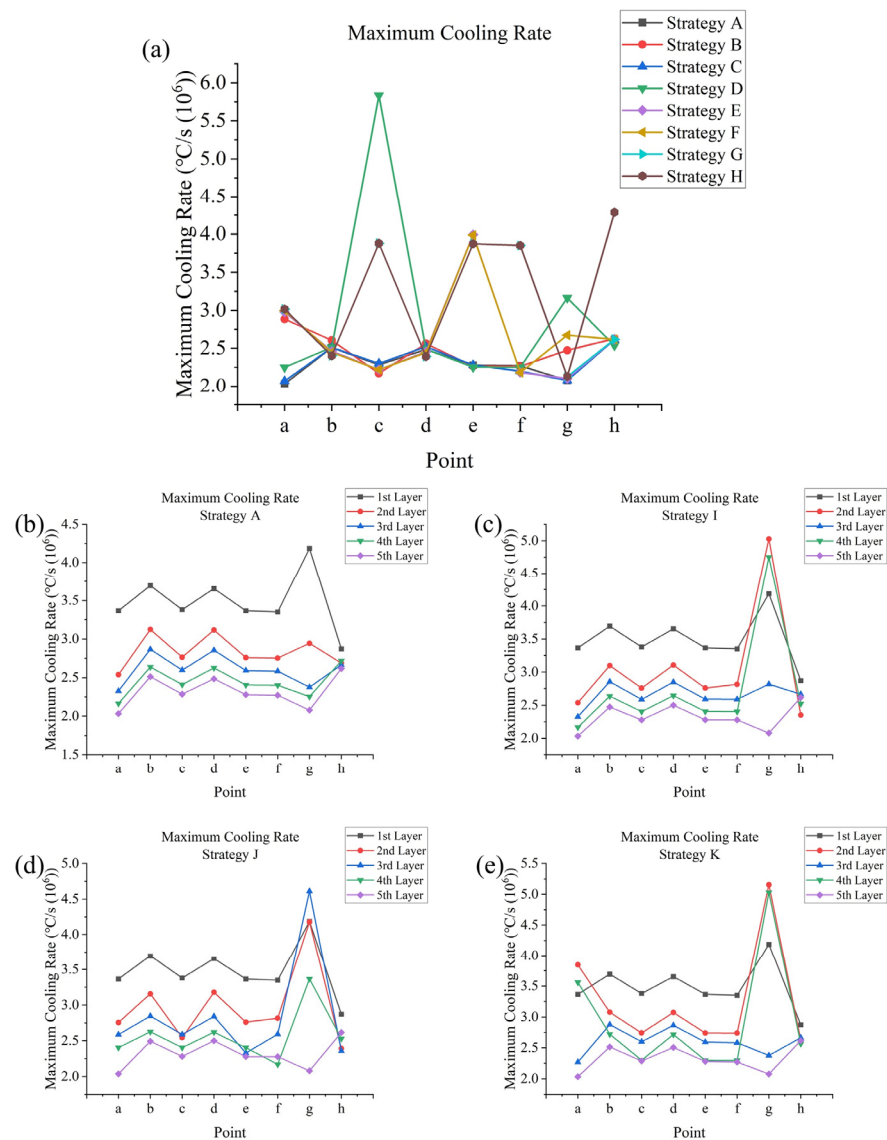 (a)
Maximum Cooling Rate
Strategy A
Strategy B
Strategy C
Strategy D
Strategy E
Strategy F
Strategy G
Strategy H
Maximum Cooling Rate (°C/s (10⁶))
6.0
5.5
5.0
4.5
4.0
3.5
3.0
2.5
2.0
a b c d e f g h
Point
(b)
Maximum Cooling Rate
Strategy A
1st Layer
2nd Layer
3rd Layer
4th Layer
5th Layer
Maximum Cooling Rate (°C/s (10⁶))
4.5
4.0
3.5
3.0
2.5
2.0
1.5
a b c d e f g h
Point
(c)
Maximum Cooling Rate
Strategy I
1st Layer
2nd Layer
3rd Layer
4th Layer
5th Layer
Maximum Cooling Rate (°C/s (10⁶))
5.0
4.5
4.0
3.5
3.0
2.5
2.0
a b c d e f g h
Point
(d)
Maximum Cooling Rate
Strategy J
1st Layer
2nd Layer
3rd Layer
4th Layer
5th Layer
Maximum Cooling Rate (°C/s (10⁶))
5.0
4.5
4.0
3.5
3.0
2.5
2.0
a b c d e f g h
Point
(e)
Maximum Cooling Rate
Strategy K
1st Layer
2nd Layer
3rd Layer
4th Layer
5th Layer
Maximum Cooling Rate (°C/s (10⁶))
5.5
5.0
4.5
4.0
3.5
3.0
2.5
2.0
a b c d e f g h
Point